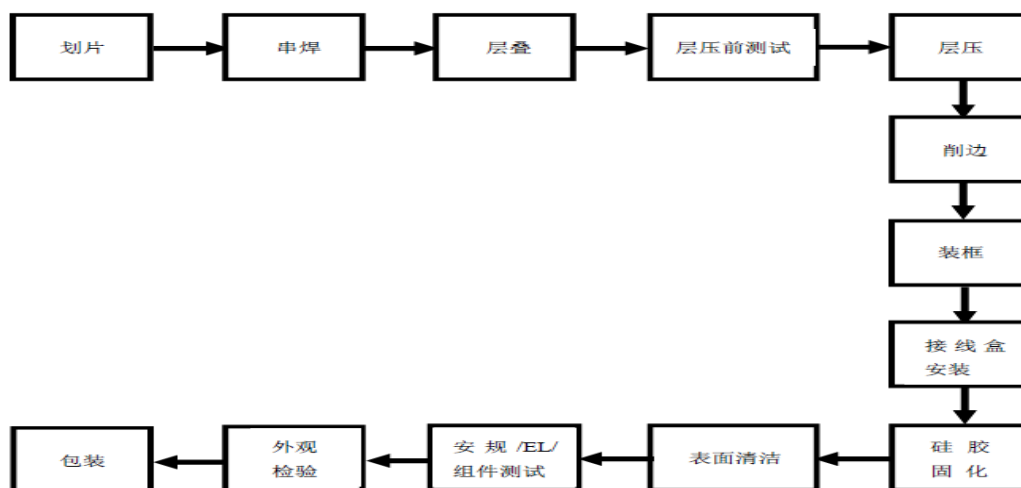 划片
串焊
层叠
层压前测试
层压
削边
装框
接线盒
安装
硅胶
固化
表面清洁
安规/EL/
组件测试
外观
检验
包装